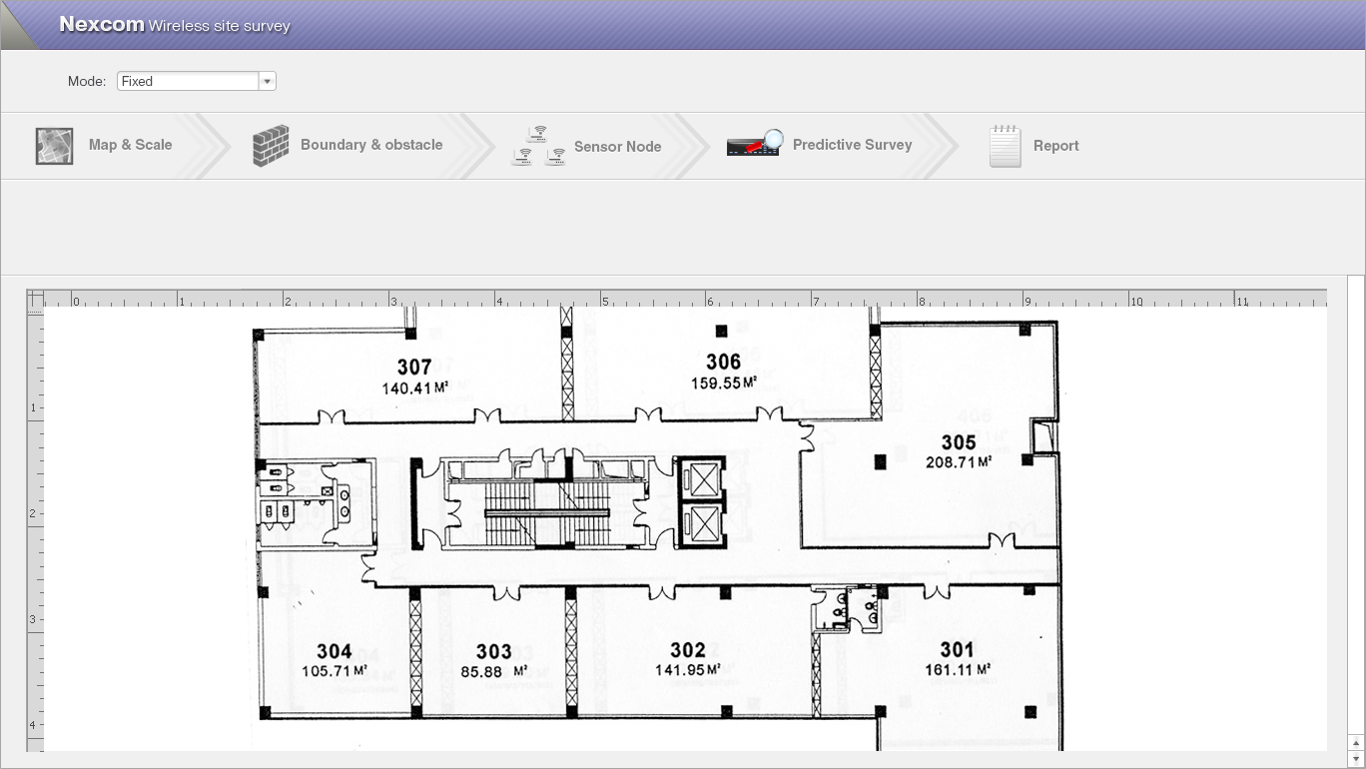 Nexcom Wireless site survey
Mode: Fixed
Map & Scale
Boundary & obstacle
Sensor Node
Predictive Survey
Report
0 1 2 3 4 5 6 7 8 9 10 11
1
2
3
4
307
140.41 M²
306
159.55 M²
305
208.71 M²
304
105.71 M²
303
85.88 M²
302
141.95 M²
301
161.11 M²